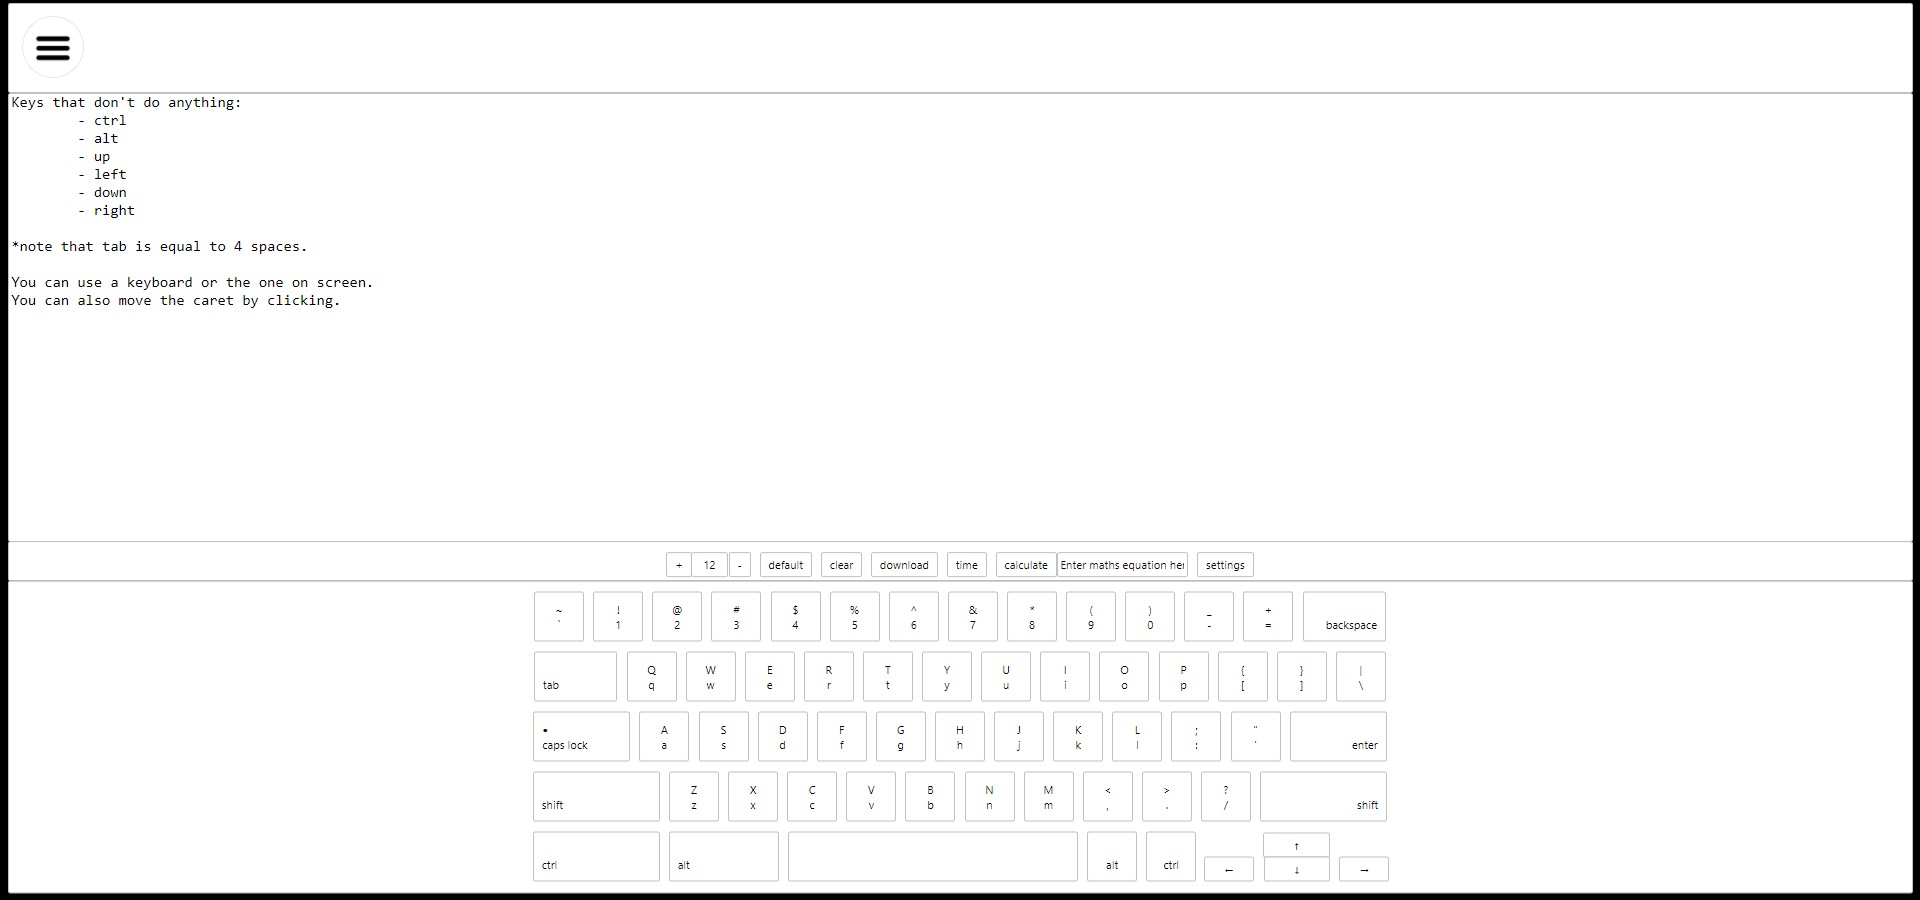 Keys that don't do anything:
- ctrl
- alt
- up
- left
- down
- right
*note that tab is equal to 4 spaces.
You can use a keyboard or the one on screen.
You can also move the caret by clicking.
+ 12 - default clear download time calculate Enter maths equation her settings
~ ! @ # $ % ^ & * ( ) _ +
` 1 2 3 4 5 6 7 8 9 0 - = backspace
Q W E R T Y U I O P { } |
tab q w e r t y u i o p [ ] \
• A S D F G H J K L ; "
caps lock a s d f g h j k l : ' enter
Z X C V B N M < > ?
shift z x c v b n m , . / shift
↑
ctrl alt alt ctrl ← ↓ →